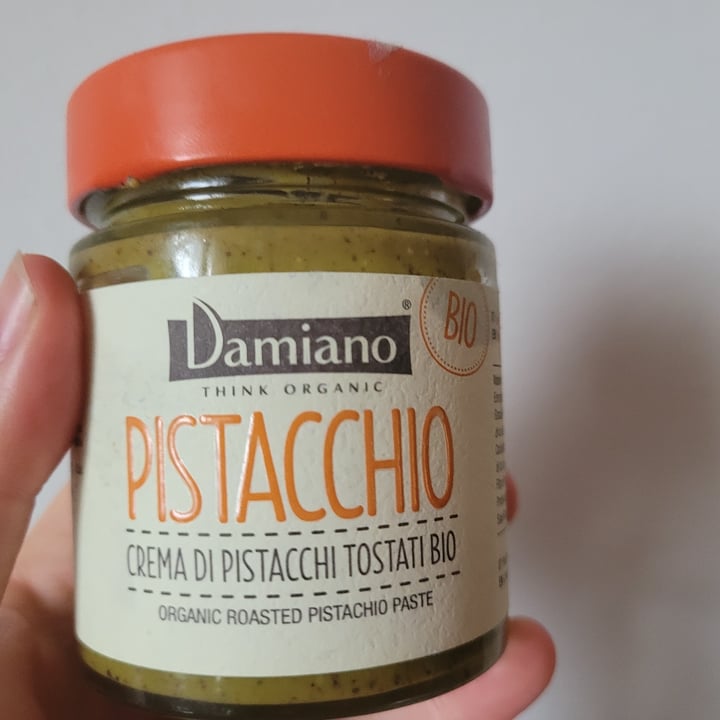 Damiano®
THINK ORGANIC
BIO
PISTACCHIO
CREMA DI PISTACCHI TOSTATI BIO
ORGANIC ROASTED PISTACHIO PASTE